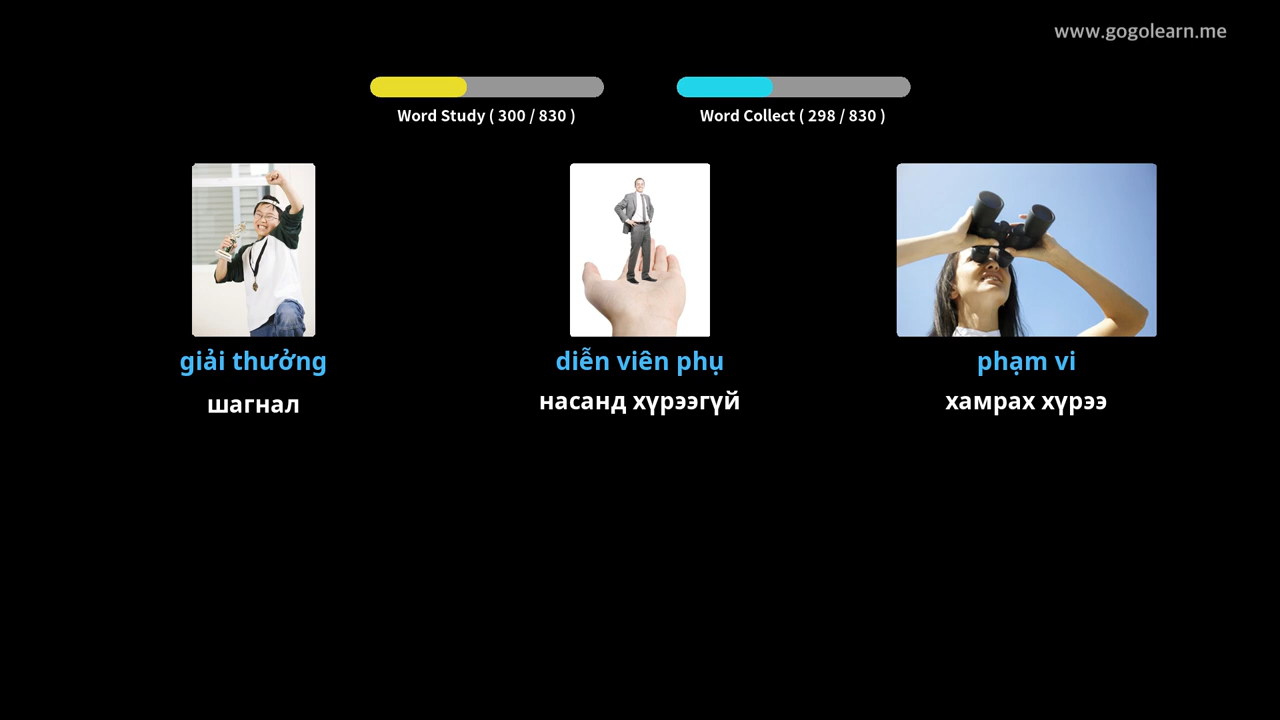 www.gogolearn.me
Word Study ( 300 / 830 )
Word Collect ( 298 / 830 )
giải thưởng
diễn viên phụ
phạm vi
шагнал
насанд хүрээгүй
хамрах хүрээ